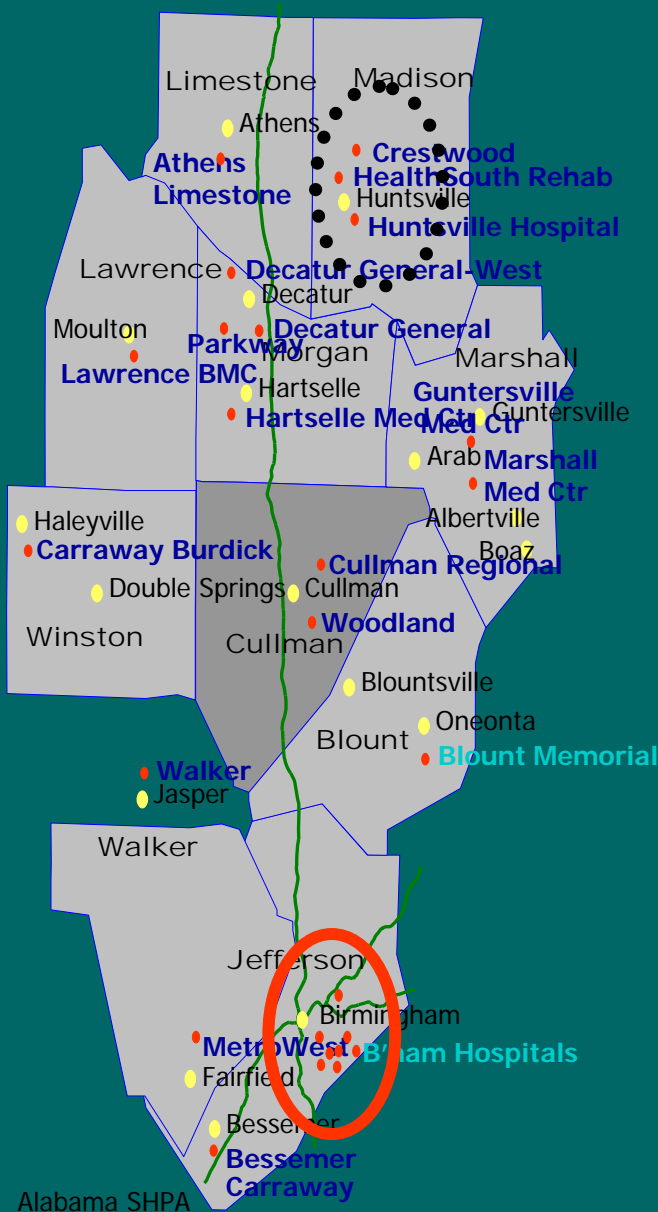 Limestone
Madison
Athens
Crestwood
Athens
Limestone
HealthSouth Rehab
Huntsville
Huntsville Hospital
Lawrence
Decatur General-West
Decatur
Moulton
Parkway
Decatur General
Morgan
Marshall
Lawrence BMC
Hartselle
Guntersville
Med Ctr
Guntersville
Hartselle Med Ctr
Arab
Marshall
Med Ctr
Albertville
Haleyville
Carraway Burdick
Boaz
Cullman Regional
Double Springs
Cullman
Winston
Cullman
Woodland
Blountsville
Oneonta
Blount
Blount Memorial
Walker
Jasper
Walker
Jefferson
Birmingham
MetroWest
B'ham Hospitals
Fairfield
Bessemer
Bessemer
Carraway
Alabama SHPA